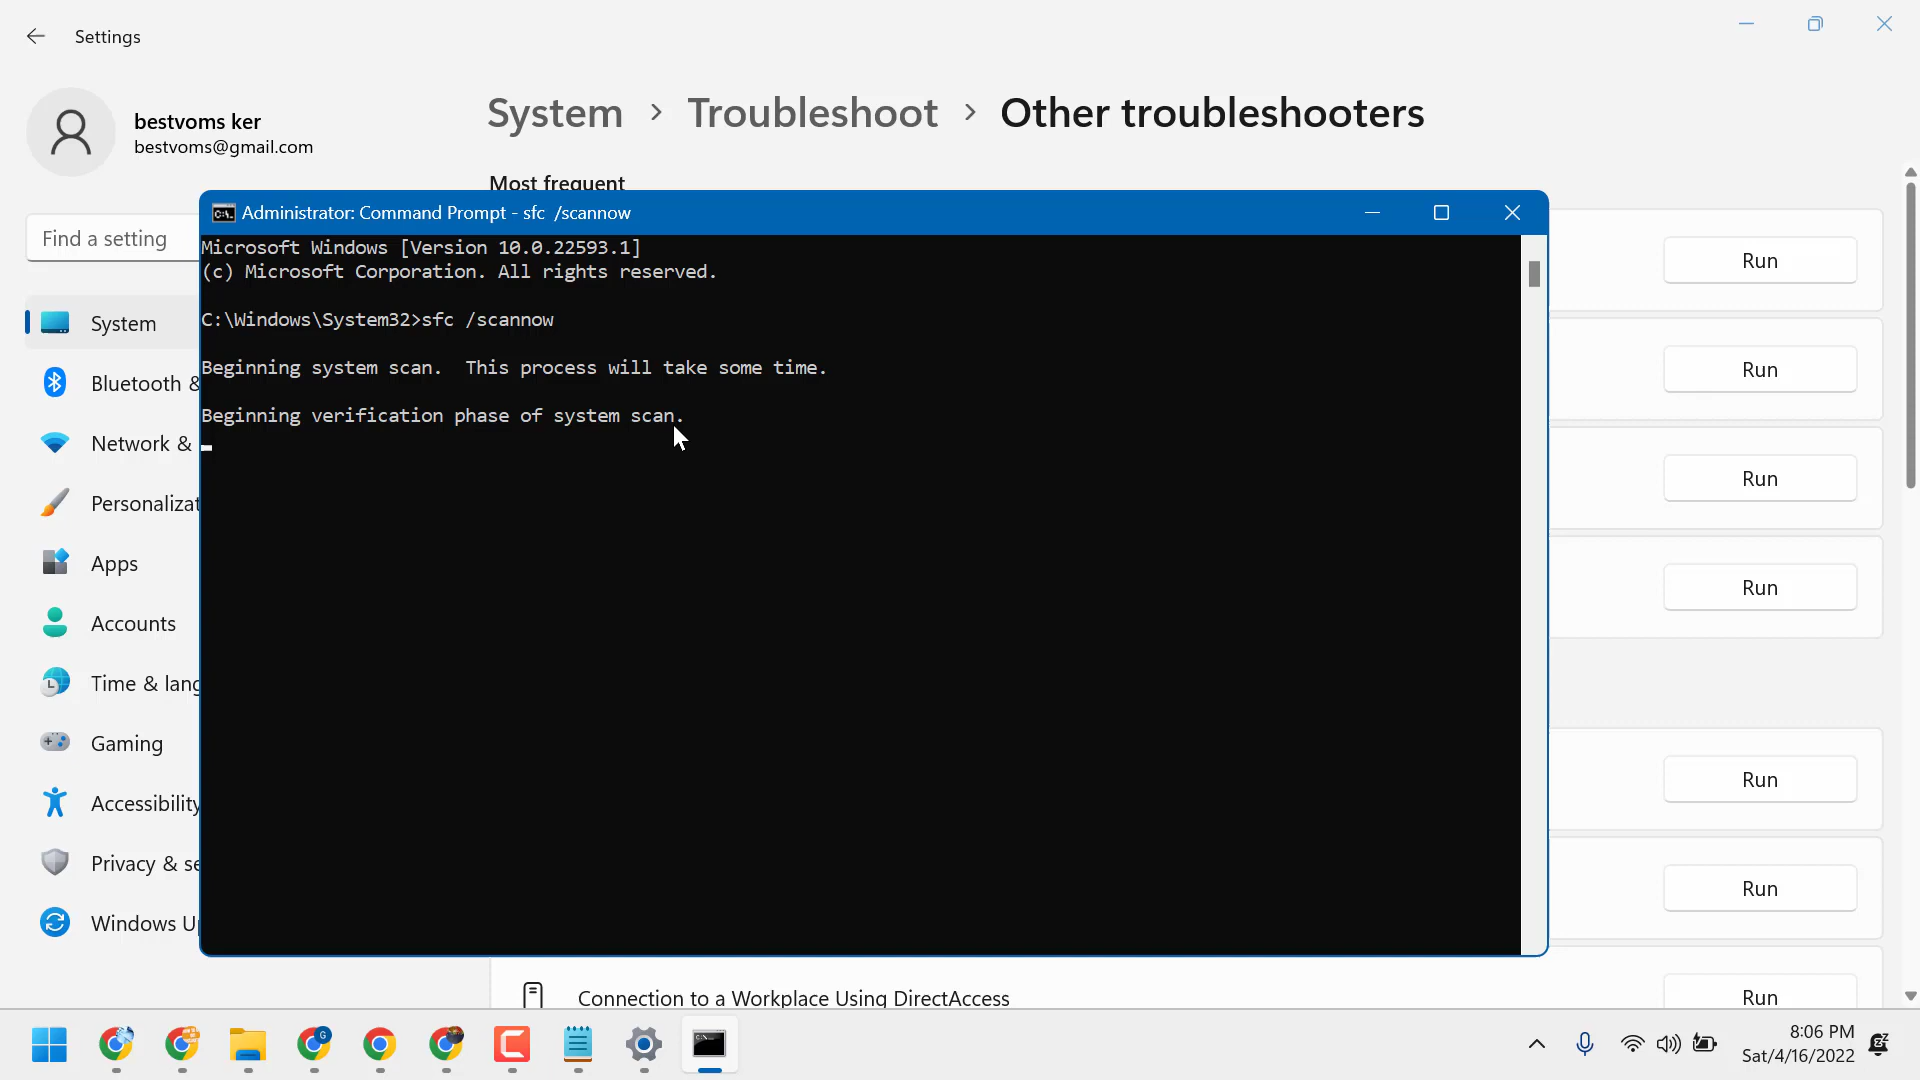 Settings
bestvoms ker
bestvoms@gmail.com
System > Troubleshoot > Other troubleshooters
Most frequent
Find a setting
System
Bluetooth &
Network &
Personalizat
Apps
Accounts
Time & lang
Gaming
Accessibility
Privacy & se
Windows Up
Administrator: Command Prompt - sfc  /scannow
Microsoft Windows [Version 10.0.22593.1]
(c) Microsoft Corporation. All rights reserved.
C:\Windows\System32>sfc /scannow
Beginning system scan.  This process will take some time.
Beginning verification phase of system scan.
Run
Run
Run
Run
Run
Run
Connection to a Workplace Using DirectAccess
Run
8:06 PM
Sat/4/16/2022